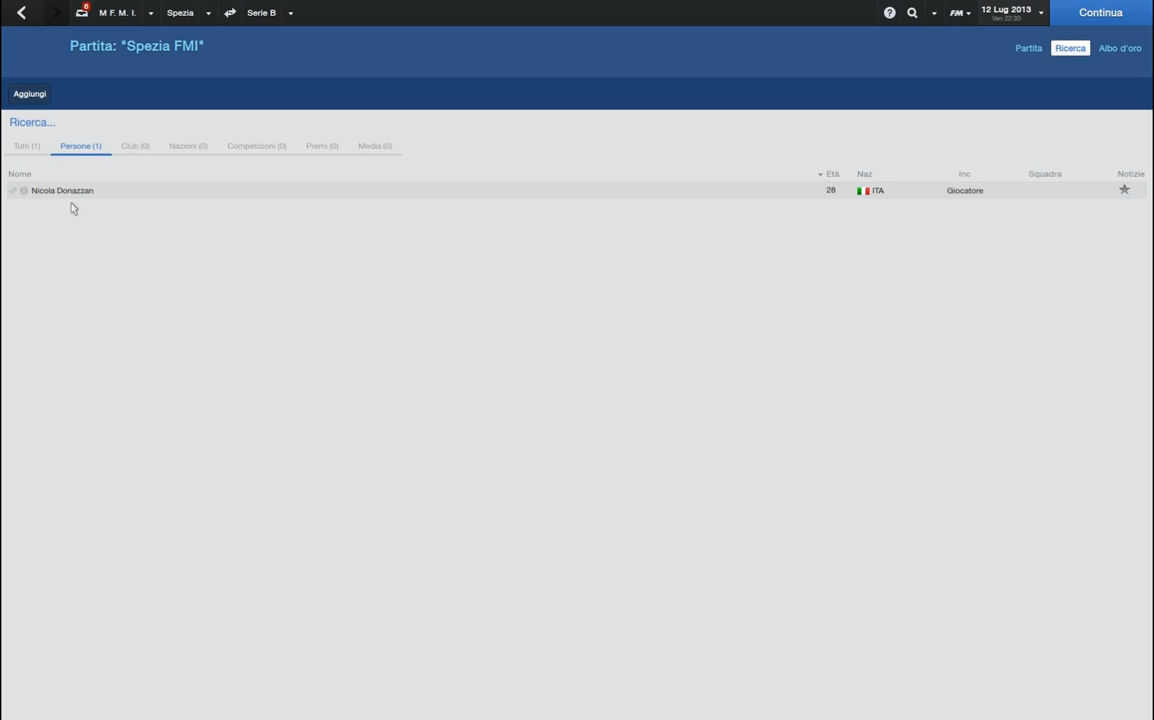 6
M F. M. I. Spezia Serie B ? FM 12 Lug 2013 Continua
Ven 22:30
Partita: "Spezia FMI" Partita Ricerca Albo d'oro
Aggiungi
Ricerca...
Tutti (1) Persone (1) Club (0) Nazioni (0) Competizioni (0) Premi (0) Media (0)
Nome Età Naz Inc Squadra Notizie
Nicola Donazzan 28 ITA Giocatore